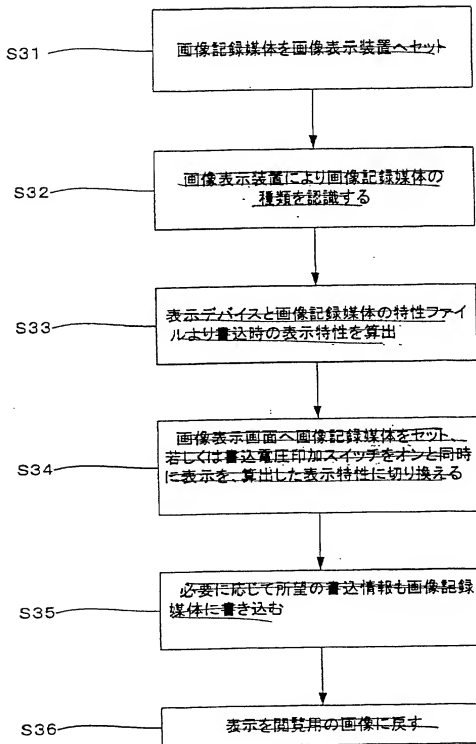 S31
画像記録媒体を画像表示装置へセット
S32
画像表示装置により画像記録媒体の
種類を認識する
S33
表示デバイスと画像記録媒体の特性ファイ
ルより書込時の表示特性を算出
S34
画像表示画面へ画像記録媒体をセット、
若しくは書込電圧印加スイッチをオンと同時
に表示を、算出した表示特性に切り換える
S35
必要に応じて所望の書込情報も画像記録
媒体に書き込む
S36
表示を閲覧用の画像に戻す